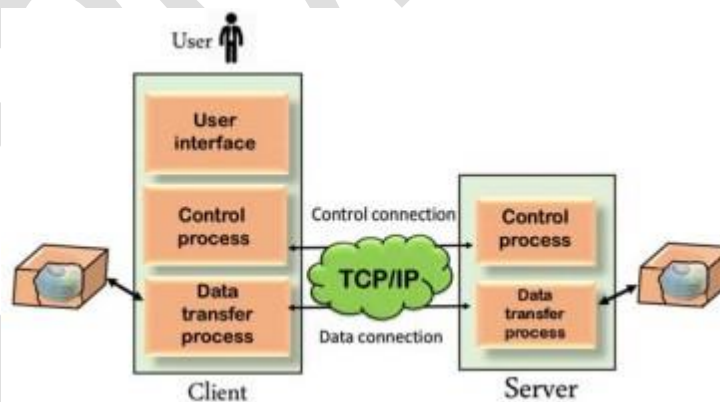 User
User
interface
Control
process
Data
transfer
process
Client
Control connection
TCP/IP
Data connection
Control
process
Data
transfer
process
Server